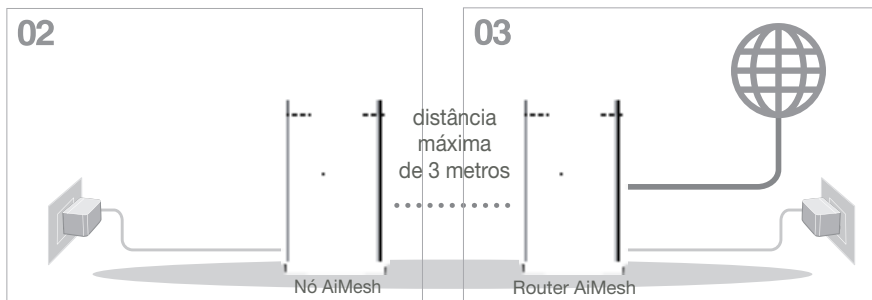 02
03
distância
máxima
de 3 metros
Nó AiMesh
Router AiMesh